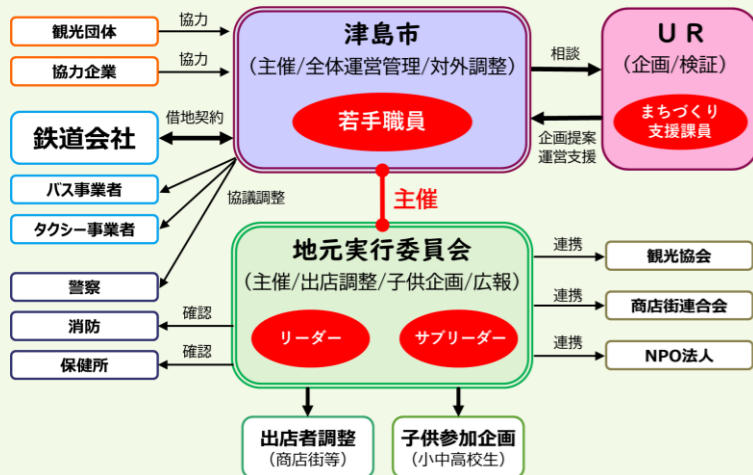 観光団体
協力
協力企業
協力
津島市
（主催/全体運営管理/対外調整）
若手職員
相談
UR
（企画/検証）
まちづくり
支援課員
企画提案
運営支援
鉄道会社
借地契約
バス事業者
タクシー事業者
協議調整
主催
地元実行委員会
（主催/出店調整/子供企画/広報）
リーダー
サブリーダー
警察
消防
確認
保健所
確認
連携
観光協会
連携
商店街連合会
連携
NPO法人
出店者調整
（商店街等）
子供参加企画
（小中高校生）